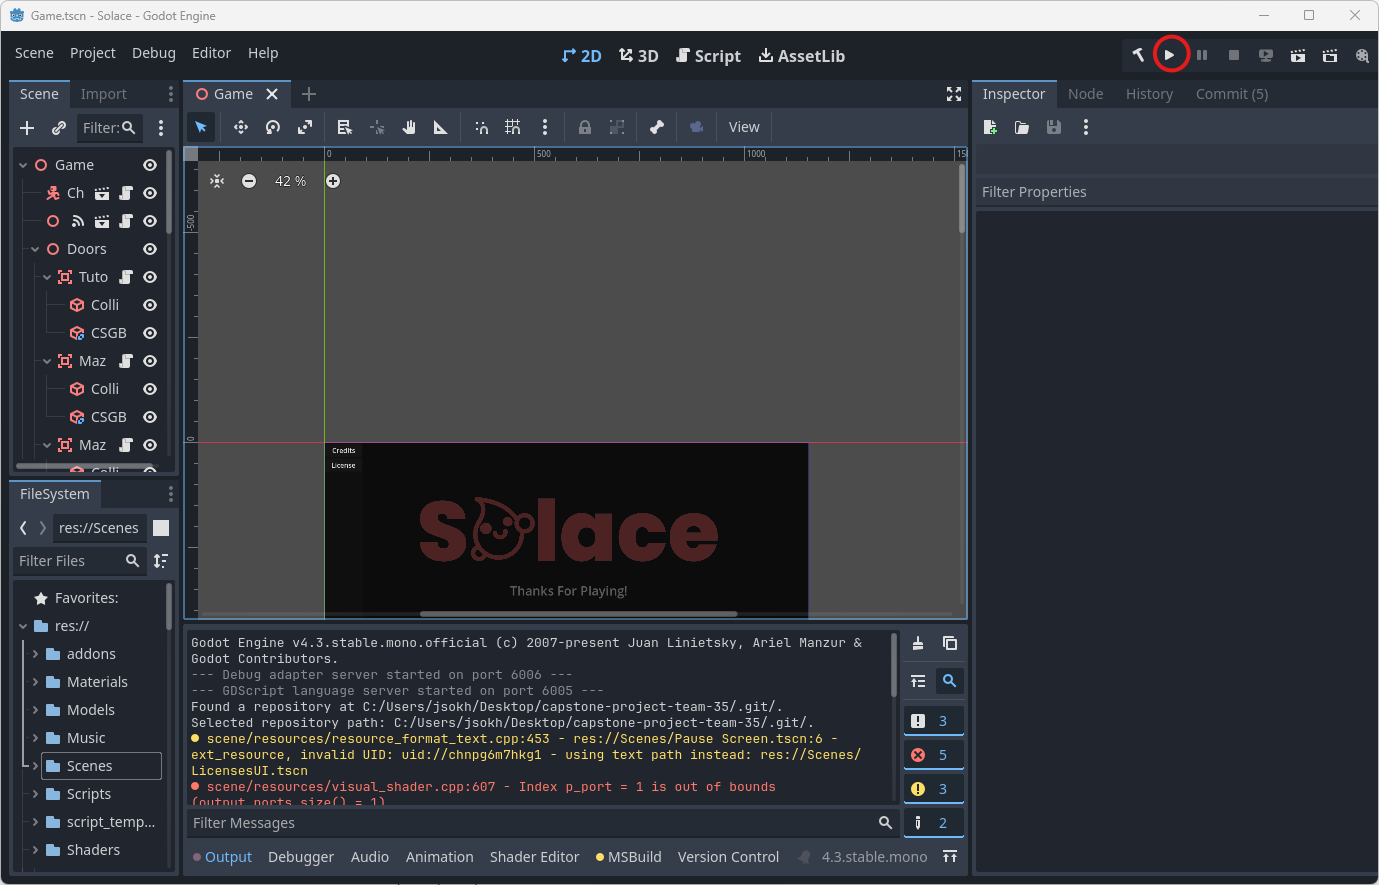 Game.tscn - Solace - Godot Engine
Scene Project Debug Editor Help
2D 3D Script AssetLib
Scene Import
Game
Inspector Node History Commit (5)
Filter:
View
Game
Ch
Doors
Tuto
Colli
CSGB
Maz
Colli
CSGB
Maz
Colli
0 500 1000 150
-500
0
42 %
Credits
License
Solace
Thanks For Playing!
Filter Properties
FileSystem
res://Scenes
Filter Files
Favorites:
res://
addons
Materials
Models
Music
Scenes
Scripts
script_temp...
Shaders
Godot Engine v4.3.stable.mono.official (c) 2007-present Juan Linietsky, Ariel Manzur &
Godot Contributors.
--- Debug adapter server started on port 6006 ---
--- GDScript language server started on port 6005 ---
Found a repository at C:/Users/jsokh/Desktop/capstone-project-team-35/.git/.
Selected repository path: C:/Users/jsokh/Desktop/capstone-project-team-35/.git/.
scene/resources/resource_format_text.cpp:453 - res://Scenes/Pause Screen.tscn:6 -
ext_resource, invalid UID: uid://chnpg6m7hkg1 - using text path instead: res://Scenes/
LicensesUI.tscn
scene/resources/visual_shader.cpp:607 - Index p_port = 1 is out of bounds
(output_ports.size() = 1)
3
5
3
2
Filter Messages
Output Debugger Audio Animation Shader Editor MSBuild Version Control 4.3.stable.mono